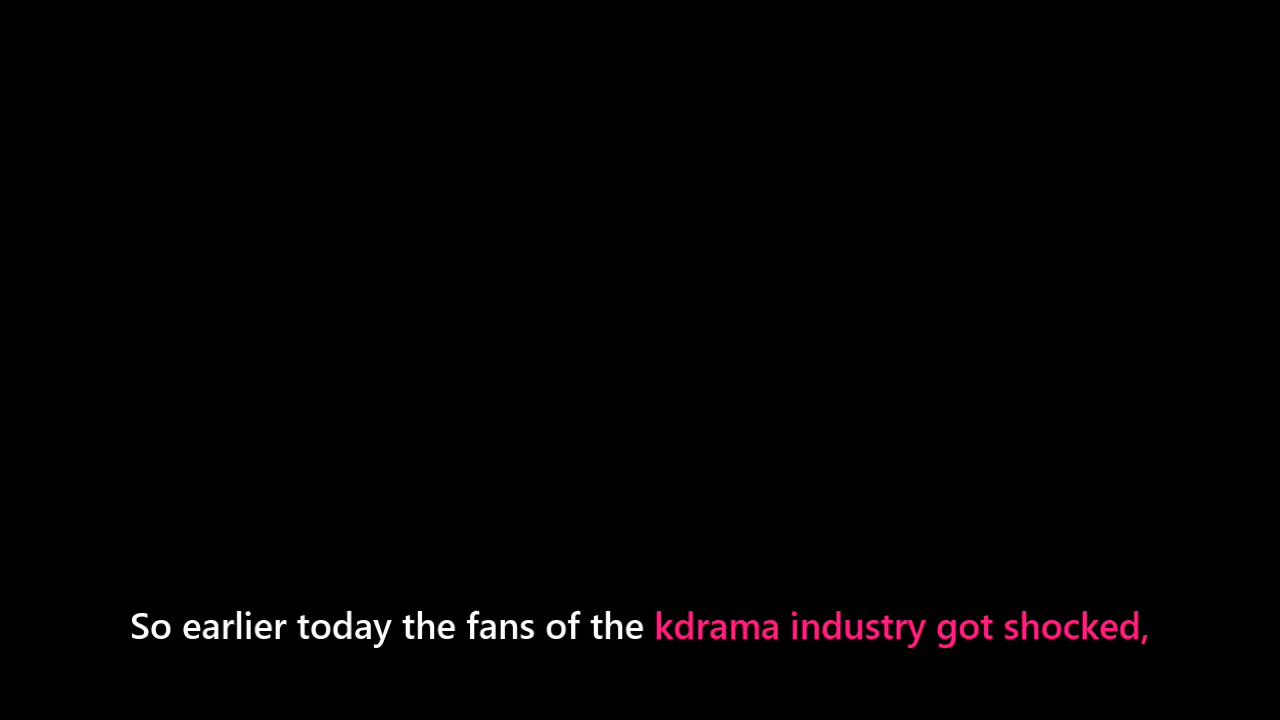 So earlier today the fans of the kdrama industry got shocked,